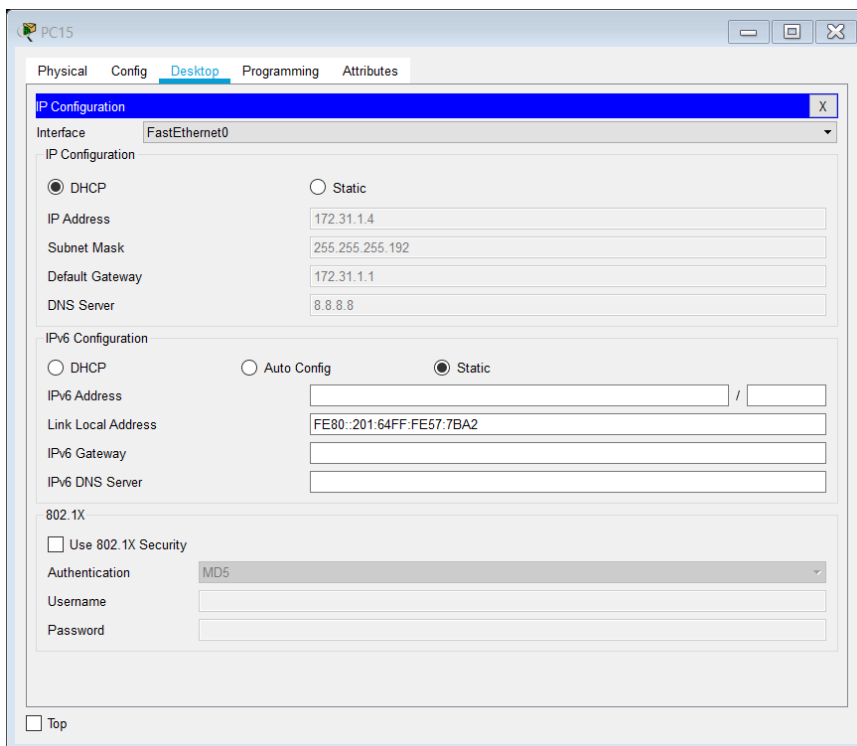 PC15
Physical Config Desktop Programming Attributes
IP Configuration X
Interface FastEthernet0
IP Configuration
DHCP Static
IP Address 172.31.1.4
Subnet Mask 255.255.255.192
Default Gateway 172.31.1.1
DNS Server 8.8.8.8
IPv6 Configuration
DHCP Auto Config Static
IPv6 Address /
Link Local Address FE80::201:64FF:FE57:7BA2
IPv6 Gateway
IPv6 DNS Server
802.1X
Use 802.1X Security
Authentication MD5
Username
Password
Top